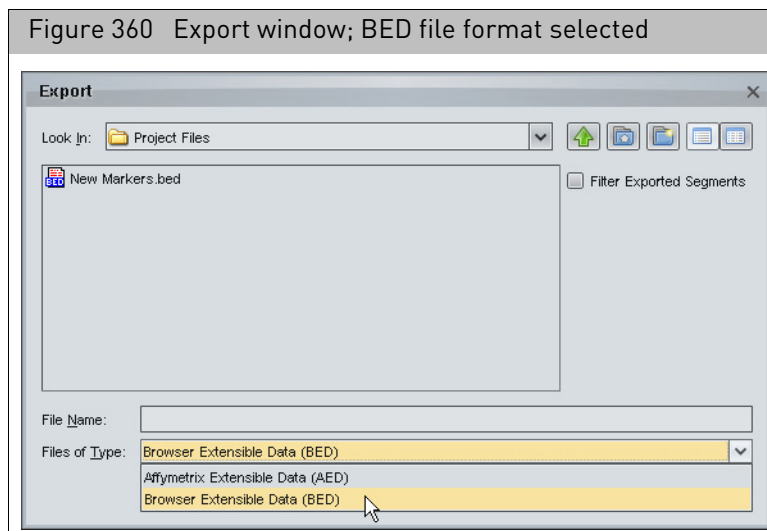 Figure 360 Export window; BED file format selected
Export
Look In: Project Files
BED New Markers.bed
Filter Exported Segments
File Name:
Files of Type: Browser Extensible Data (BED)
Affymetrix Extensible Data (AED)
Browser Extensible Data (BED)